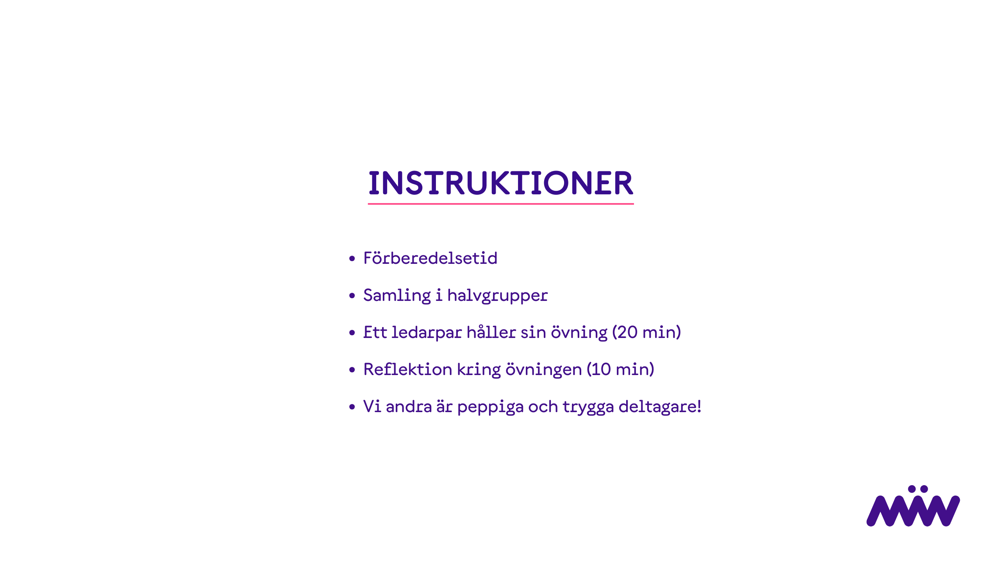 INSTRUKTIONER
• Förberedelsetid
• Samling i halvgrupper
• Ett ledarpar håller sin övning (20 min)
• Reflektion kring övningen (10 min)
• Vi andra är peppiga och trygga deltagare!
MÄN